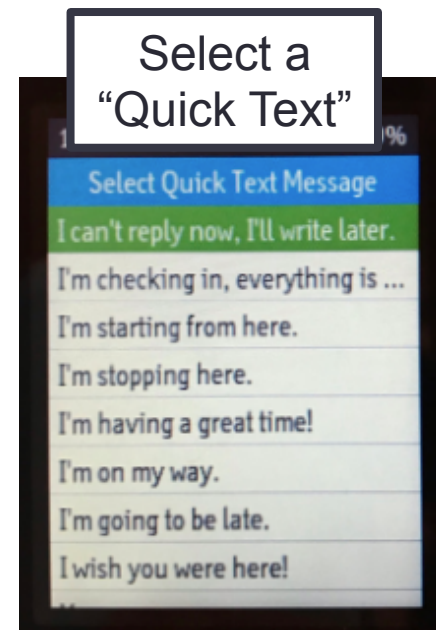 Select a
“Quick Text”
1 %
Select Quick Text Message
I can't reply now, I'll write later.
I'm checking in, everything is ...
I'm starting from here.
I'm stopping here.
I'm having a great time!
I'm on my way.
I'm going to be late.
I wish you were here!